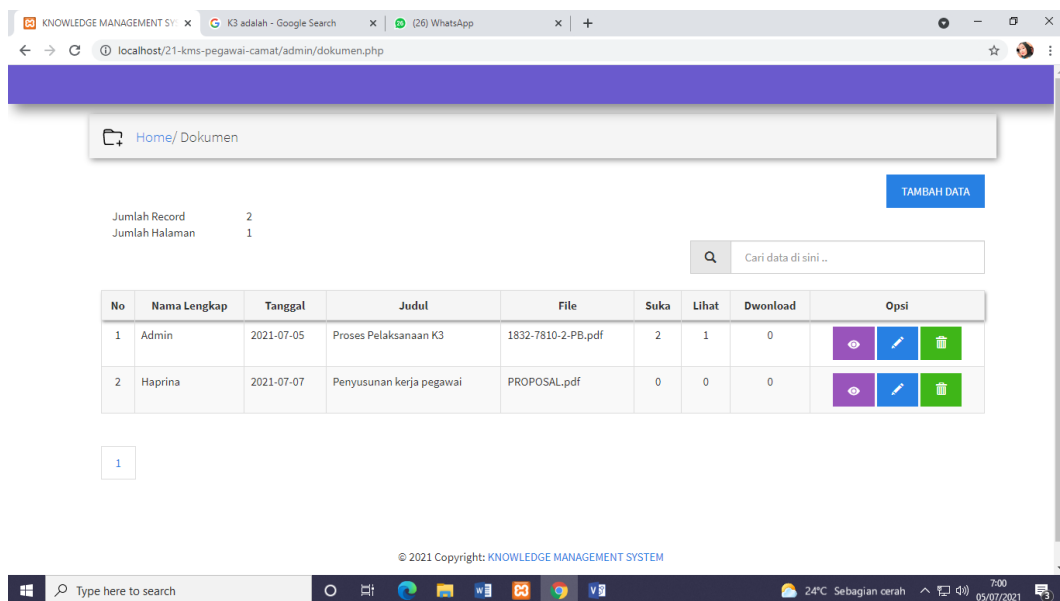 KNOWLEDGE MANAGEMENT SY
K3 adalah - Google Search
(26) WhatsApp
localhost/21-kms-pegawai-camat/admin/dokumen.php
Home/ Dokumen
TAMBAH DATA
Jumlah Record 2
Jumlah Halaman 1
Cari data di sini ..
No Nama Lengkap Tanggal Judul File Suka Lihat Dwonload Opsi
1 Admin 2021-07-05 Proses Pelaksanaan K3 1832-7810-2-PB.pdf 2 1 0
2 Haprina 2021-07-07 Penyusunan kerja pegawai PROPOSAL.pdf 0 0 0
1
© 2021 Copyright: KNOWLEDGE MANAGEMENT SYSTEM
Type here to search
24°C Sebagian cerah
7:00
05/07/2021
3